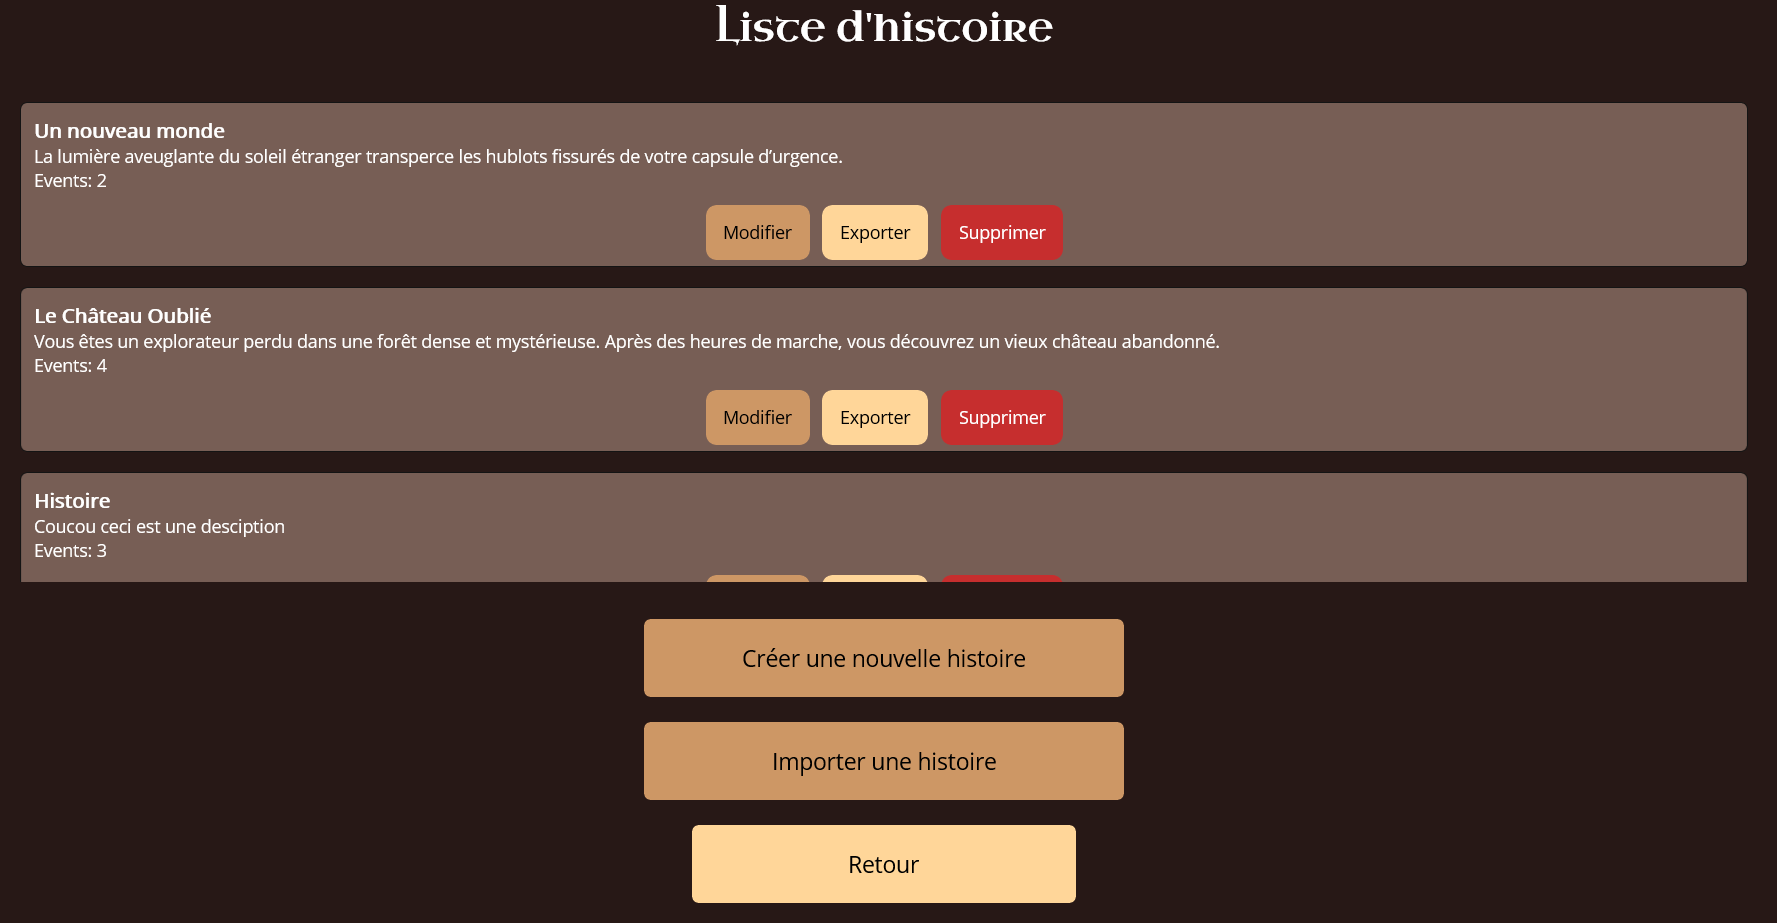 Liste d'histoire
Un nouveau monde
La lumière aveuglante du soleil étranger transperce les hublots fissurés de votre capsule d’urgence.
Events: 2
Modifier Exporter Supprimer
Le Château Oublié
Vous êtes un explorateur perdu dans une forêt dense et mystérieuse. Après des heures de marche, vous découvrez un vieux château abandonné.
Events: 4
Modifier Exporter Supprimer
Histoire
Coucou ceci est une desciption
Events: 3
Créer une nouvelle histoire
Importer une histoire
Retour